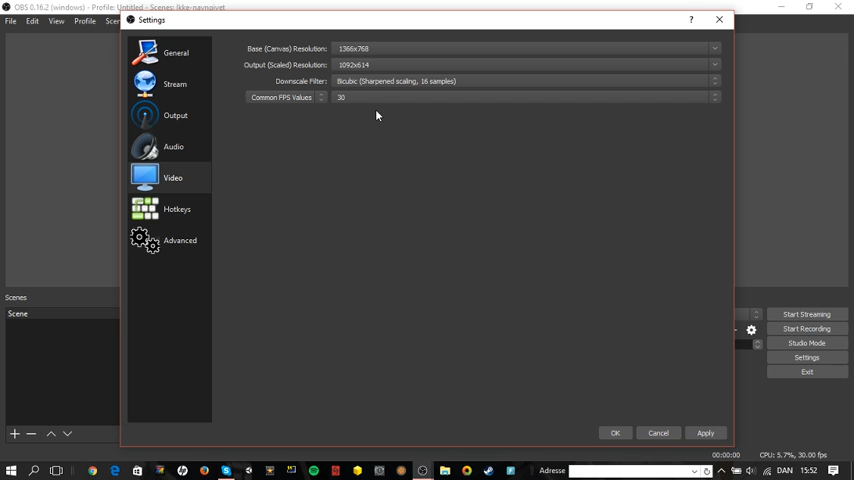 OBS 0.16.2 (windows) - Profile: Untitled - Scenes: Ikke-navngivet
File Edit View Profile Scen
Settings
?
General
Stream
Output
Audio
Video
Hotkeys
Advanced
Base (Canvas) Resolution: 1366x768
Output (Scaled) Resolution: 1092x614
Downscale Filter: Bicubic (Sharpened scaling, 16 samples)
Common FPS Values 30
Scenes
Scene
Start Streaming
Start Recording
Studio Mode
Settings
Exit
OK Cancel Apply
00:00:00 CPU: 5.7%, 30.00 fps
Adresse DAN 15:52